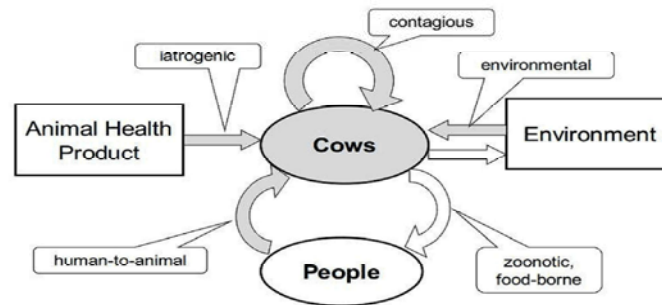 contagious
iatrogenic
environmental
Animal Health
Product
Cows
Environment
human-to-animal
People
zoonotic,
food-borne